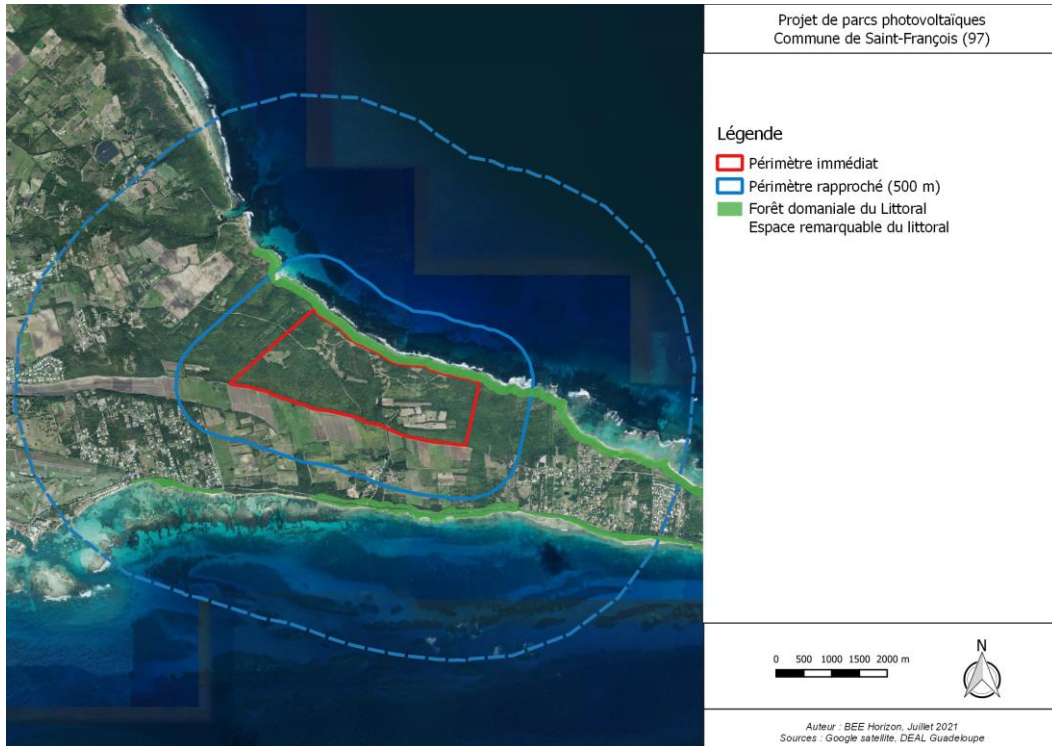 Projet de parcs photovoltaïques
Commune de Saint-François (97)
Légende
Périmètre immédiat
Périmètre rapproché (500 m)
Forêt domaniale du Littoral
Espace remarquable du littoral
0 500 1000 1500 2000 m
N
Auteur : BEE Horizon, Juillet 2021
Sources : Google satellite, DEAL Guadeloupe